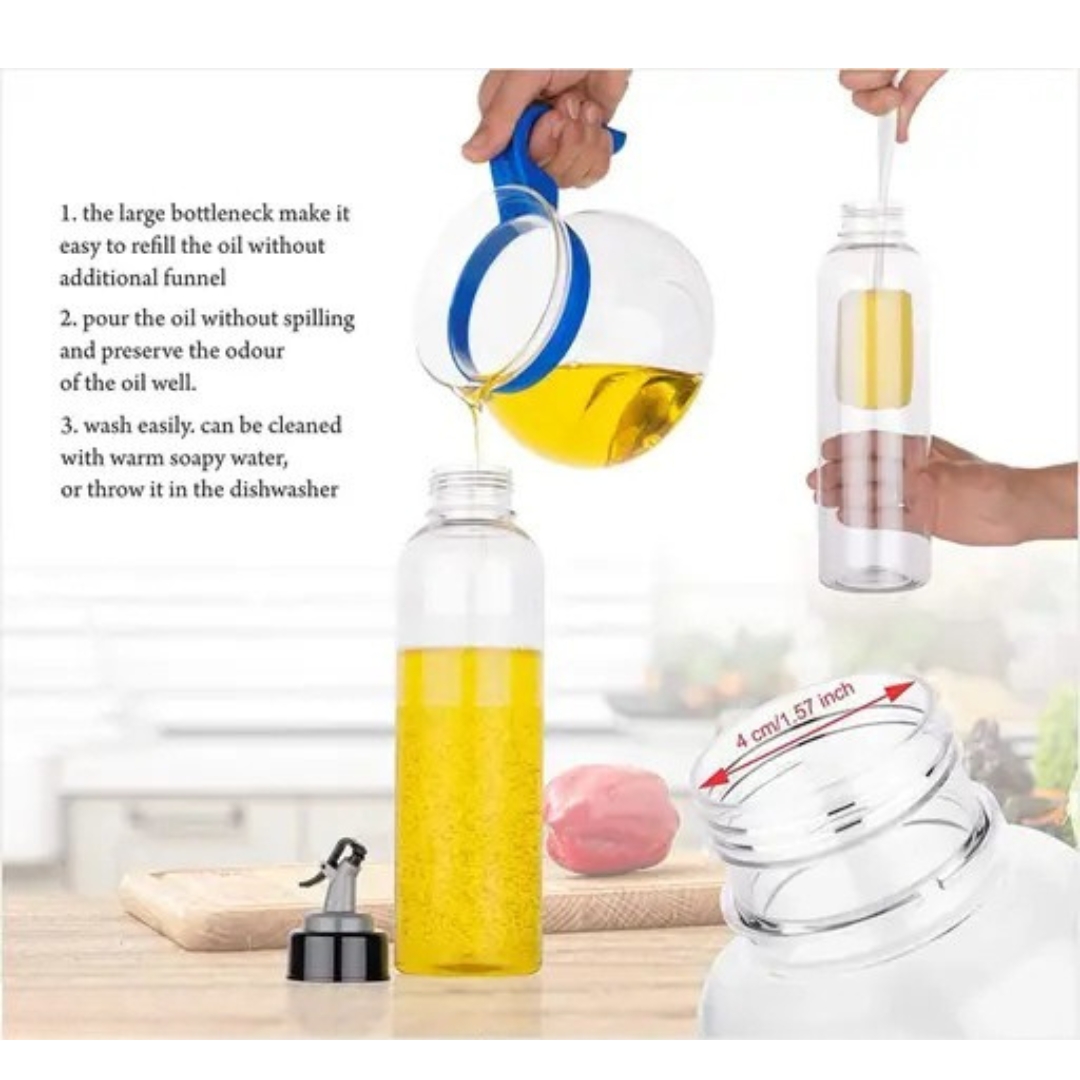 1. the large bottleneck make it
easy to refill the oil without
additional funnel
2. pour the oil without spilling
and preserve the odour
of the oil well.
3. wash easily. can be cleaned
with warm soapy water,
or throw it in the dishwasher
4 cm/1.57 inch